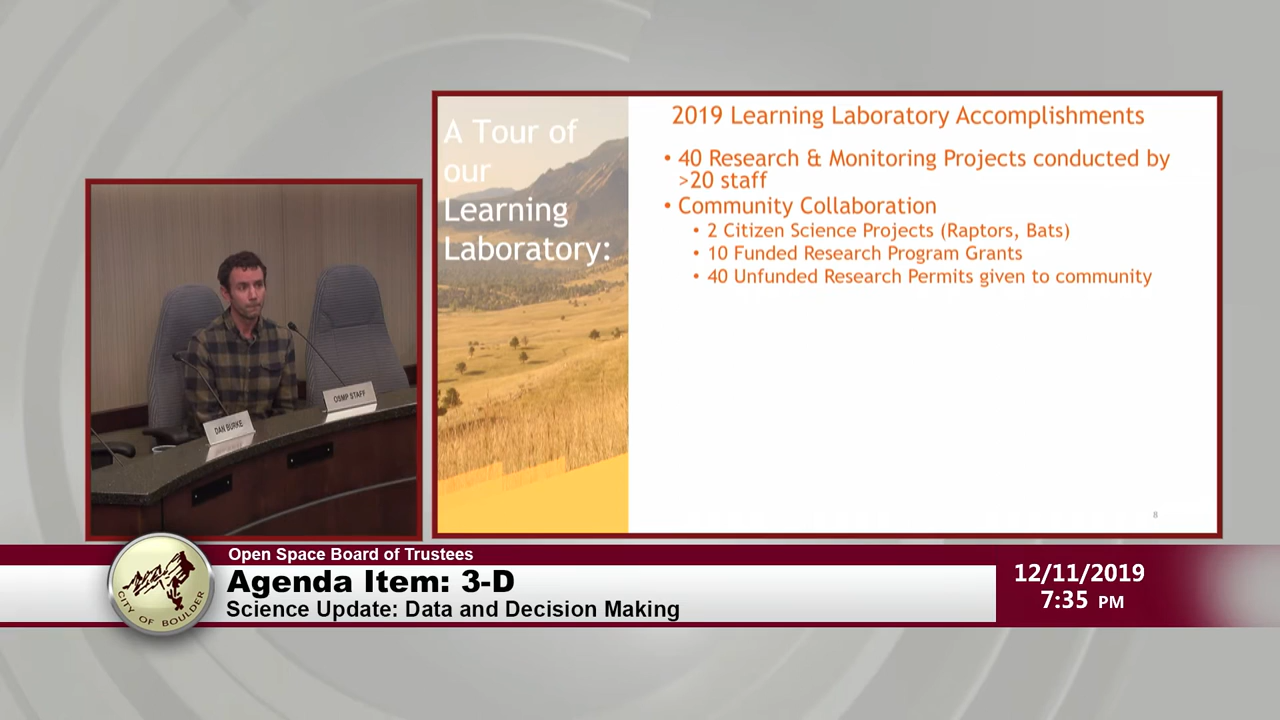 A Tour of
our
Learning
Laboratory:
2019 Learning Laboratory Accomplishments
• 40 Research & Monitoring Projects conducted by
>20 staff
• Community Collaboration
• 2 Citizen Science Projects (Raptors, Bats)
• 10 Funded Research Program Grants
• 40 Unfunded Research Permits given to community
8
DAN BURKE
OSMP STAFF
Open Space Board of Trustees
Agenda Item: 3-D
Science Update: Data and Decision Making
CITY OF BOULDER
12/11/2019
7:35 PM